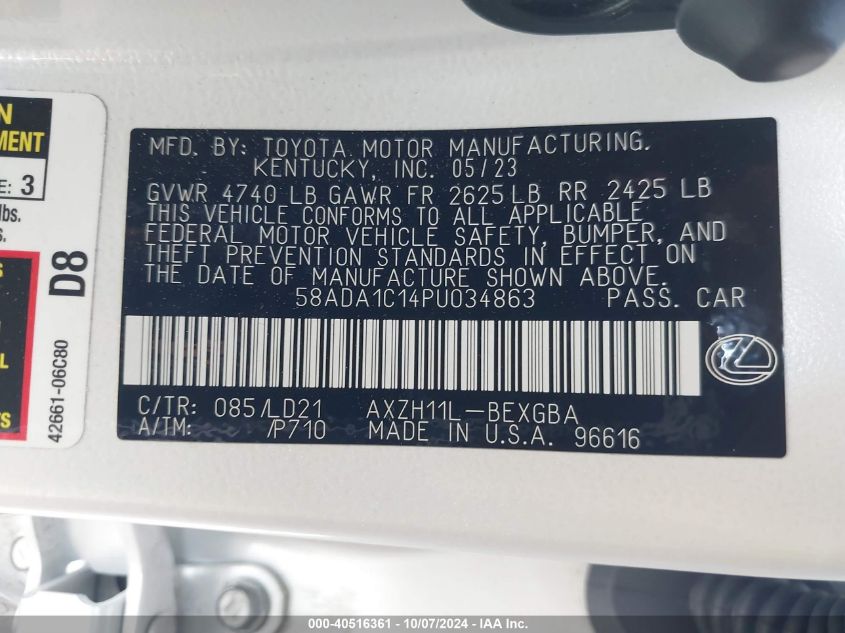 N
MENT
E: 3
lbs.
s.
S
L
TS
D8
42661-06C80
MFD. BY: TOYOTA MOTOR MANUFACTURING.
KENTUCKY, INC. 05/23
GVWR 4740 LB GAWR FR 2625 LB RR 2425 LB
THIS VEHICLE CONFORMS TO ALL APPLICABLE
FEDERAL MOTOR VEHICLE SAFETY, BUMPER, AND
THEFT PREVENTION STANDARDS IN EFFECT ON
THE DATE OF MANUFACTURE SHOWN ABOVE.
58ADA1C14PU034863 PASS. CAR
C/TR: 085/LD21 AXZH11L-BEXGBA
A/TM: /P710 MADE IN U.S.A. 96616
000-40516361 - 10/07/2024 - IAA Inc.